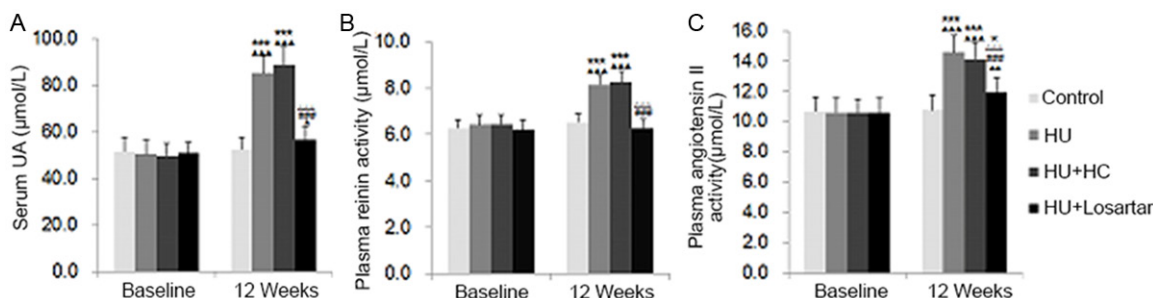 A
Serum UA (μmol/L)
100.0
80.0
60.0
40.0
20.0
0.0
Baseline
12 Weeks
B
Plasma reinin activity (μmol/L)
10.0
8.0
6.0
4.0
2.0
0.0
Baseline
12 Weeks
C
Plasma angiotensin II
activity(μmol/L)
16.0
14.0
12.0
10.0
8.0
6.0
4.0
2.0
0.0
Baseline
12 Weeks
Control
HU
HU+HC
HU+Losartar